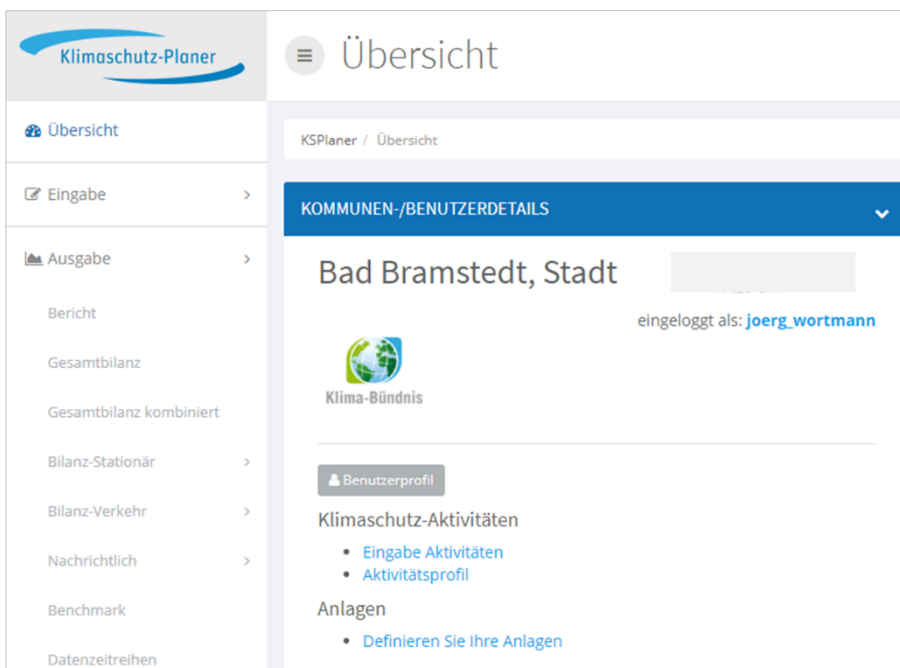 Klimaschutz-Planer
Übersicht
Übersicht
KSPlaner / Übersicht
Eingabe
KOMMUNEN-/BENUTZERDETAILS
Ausgabe
Bericht
Gesamtbilanz
Gesamtbilanz kombiniert
Bilanz-Stationär
Bilanz-Verkehr
Nachrichtlich
Benchmark
Datenzeitreihen
Bad Bramstedt, Stadt
eingeloggt als: joerg_wortmann
Klima-Bündnis
Benutzerprofil
Klimaschutz-Aktivitäten
Eingabe Aktivitäten
Aktivitätsprofil
Anlagen
Definieren Sie Ihre Anlagen